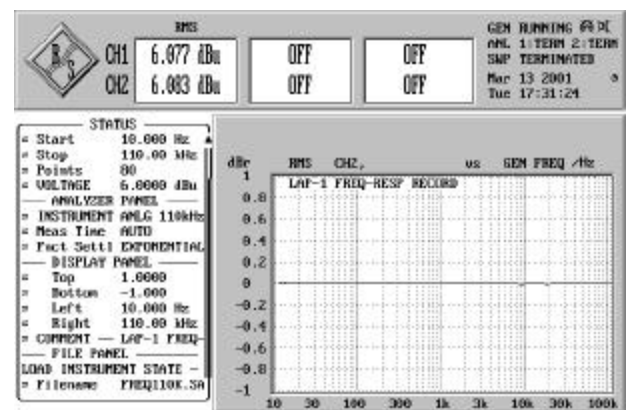 RMS
CH1 6.077 dBu OFF OFF
CH2 6.083 dBu OFF OFF
GEN RUNNING
ANL 1:TERM 2:TERM
SWP TERMINATED
Mar 13 2001
Tue 17:31:24
R S
STATUS
Start 10.000 Hz
Stop 110.00 kHz
Points 80
VOLTAGE 6.0000 dBu
ANALYZER PANEL
INSTRUMENT ANLG 110kHz
Meas Time AUTO
Fact Settl EXPONENTIAL
DISPLAY PANEL
Top 1.0000
Bottom -1.000
Left 10.000 Hz
Right 110.00 kHz
COMMENT LAP-1 FREQ-
FILE PANEL
LOAD INSTRUMENT STATE
Filename FREQ110K.SA
dBr RMS CH2, vs GEN FREQ /Hz
LAP-1 FREQ-RESP RECORD
1
0.8
0.6
0.4
0.2
0
-0.2
-0.4
-0.6
-0.8
-1
10 30 100 300 1k 3k 10k 30k 100k